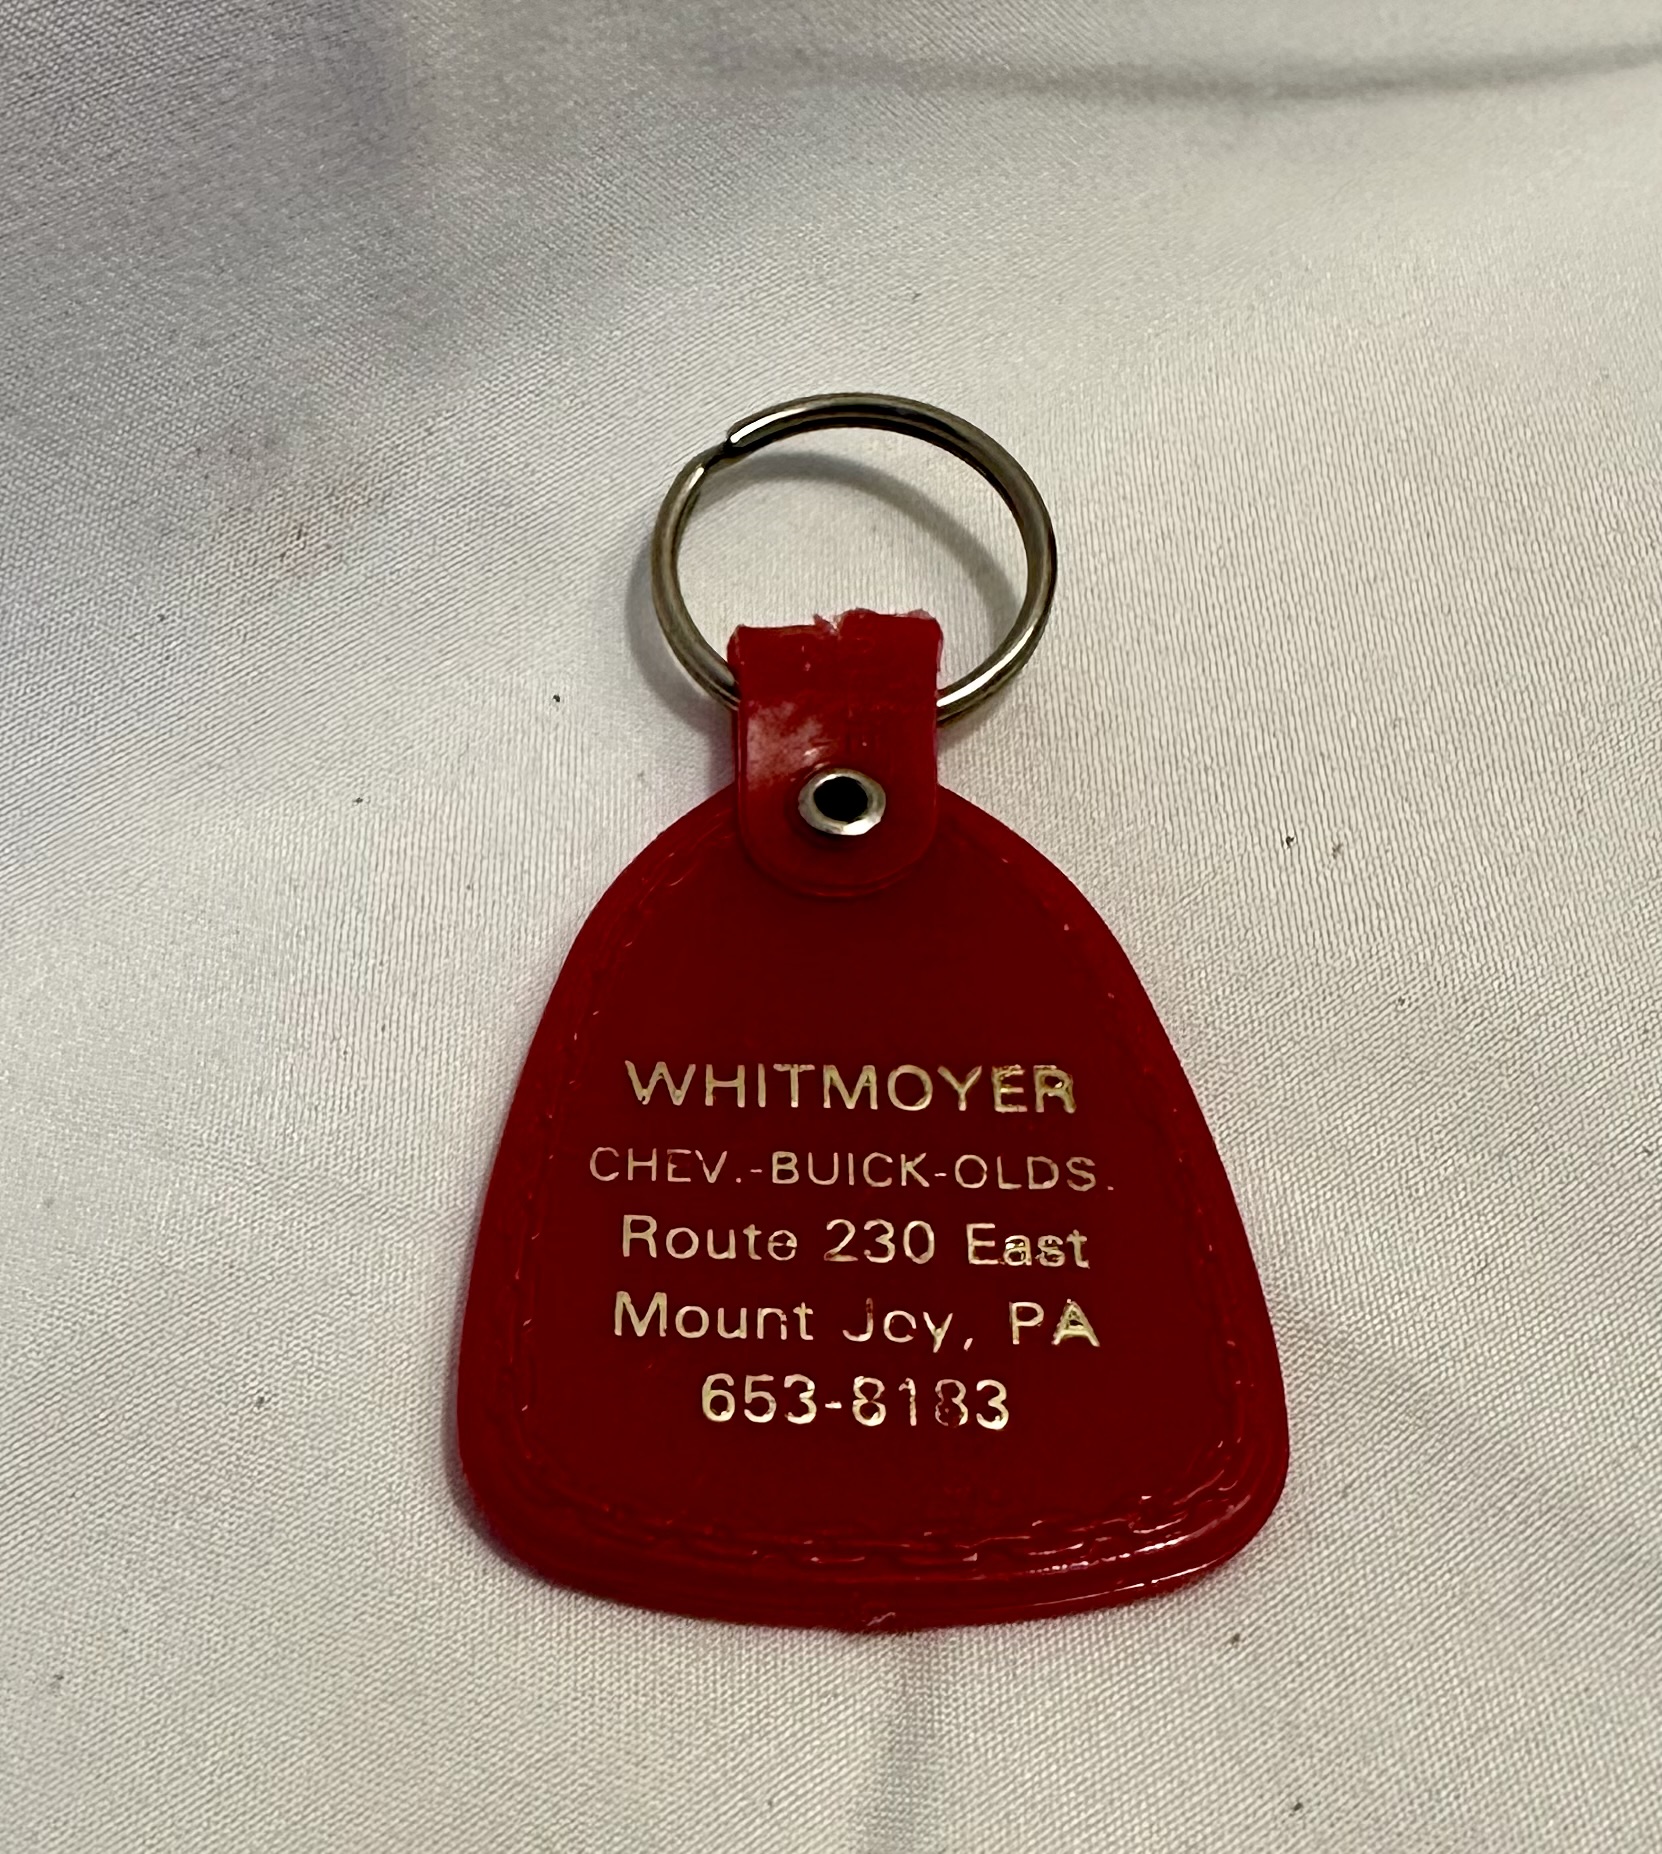 WHITMOYER
CHEV.-BUICK-OLDS.
Route 230 East
Mount Joy, PA
653-8183